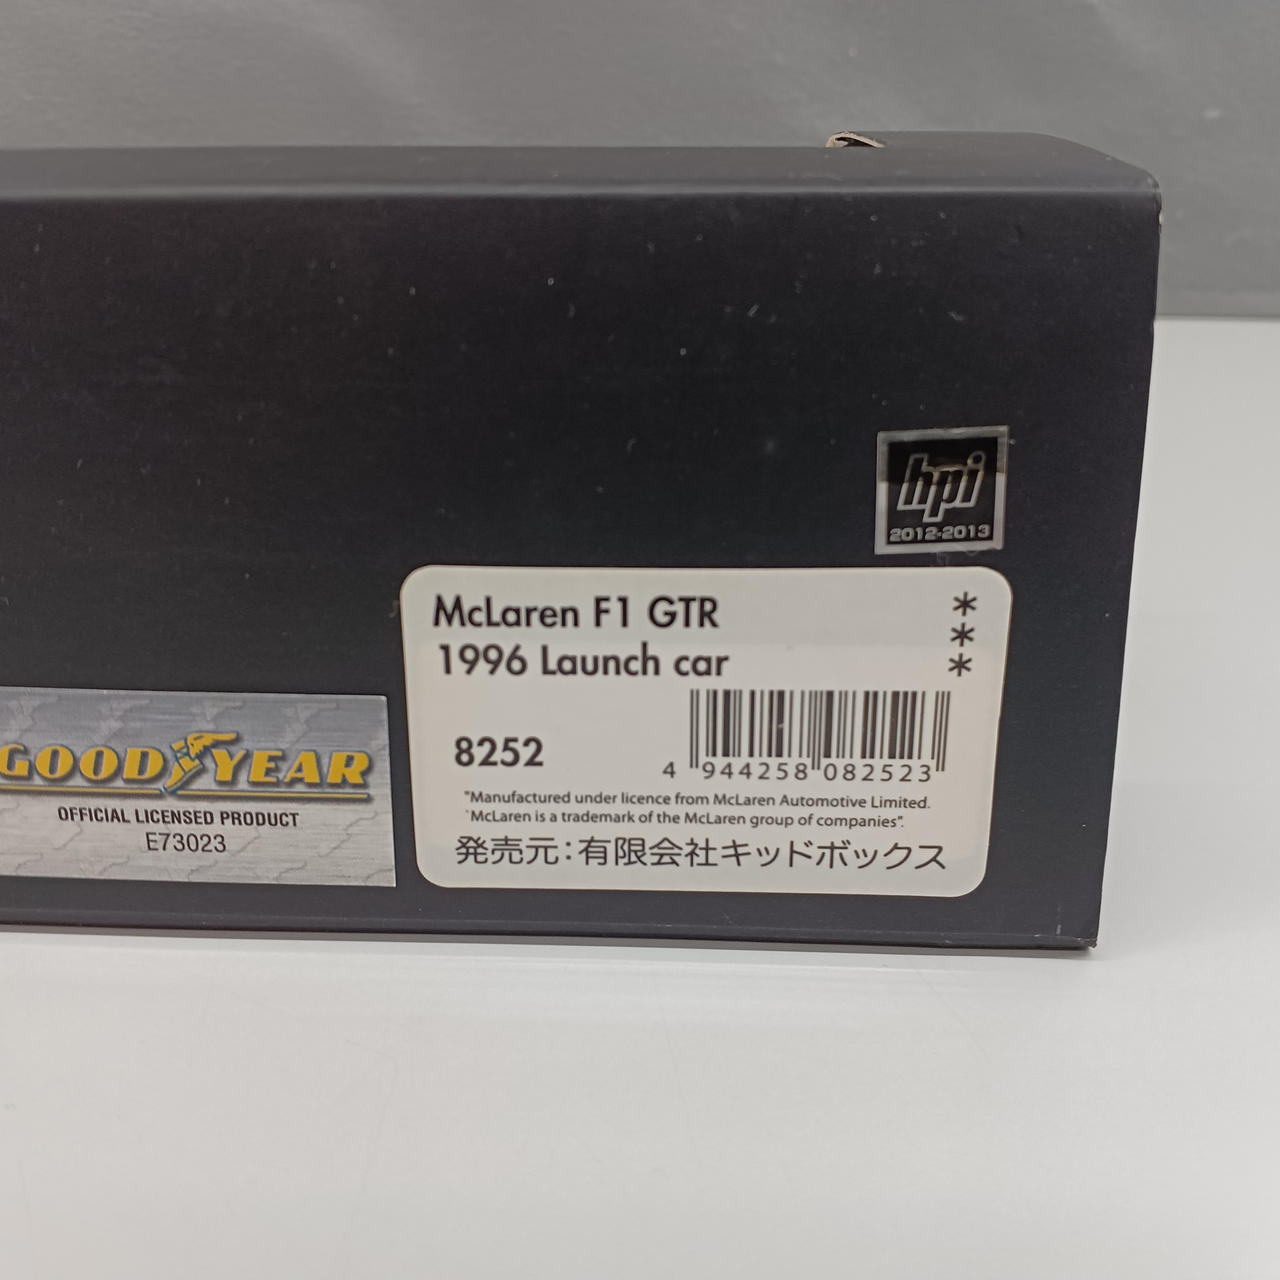 hpi
2012-2013
McLaren F1 GTR
1996 Launch car
***
8252
4 944258 082523
"Manufactured under licence from McLaren Automotive Limited.
`McLaren is a trademark of the McLaren group of companies".
発売元:有限会社キッドボックス
GOODYEAR
OFFICIAL LICENSED PRODUCT
E73023